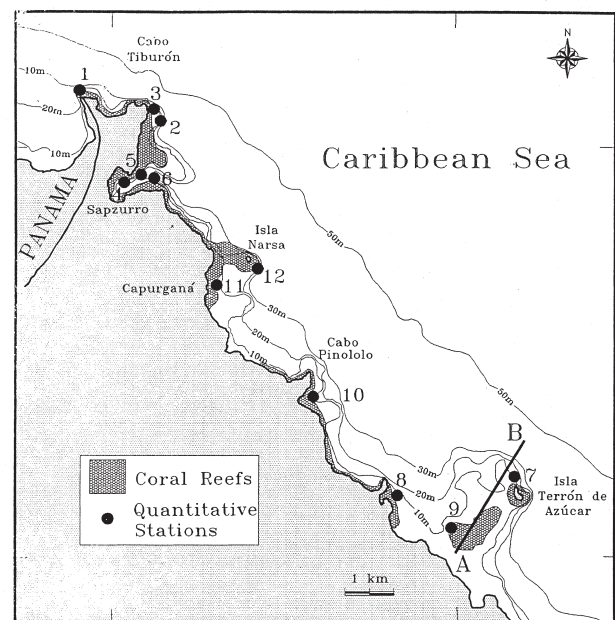 Cabo
Tiburón
N
10m
1
3
20m
2
10m
5
6
4
Sapzurro
PANAMA
Caribbean Sea
50m
Isla
Narsa
12
Capurganá
11
30m
20m
10m
Cabo
Pinololo
50m
10
B
30m
7
Isla
Terrón de
Azúcar
8
20m
10m
9
A
Coral Reefs
Quantitative
Stations
1 km